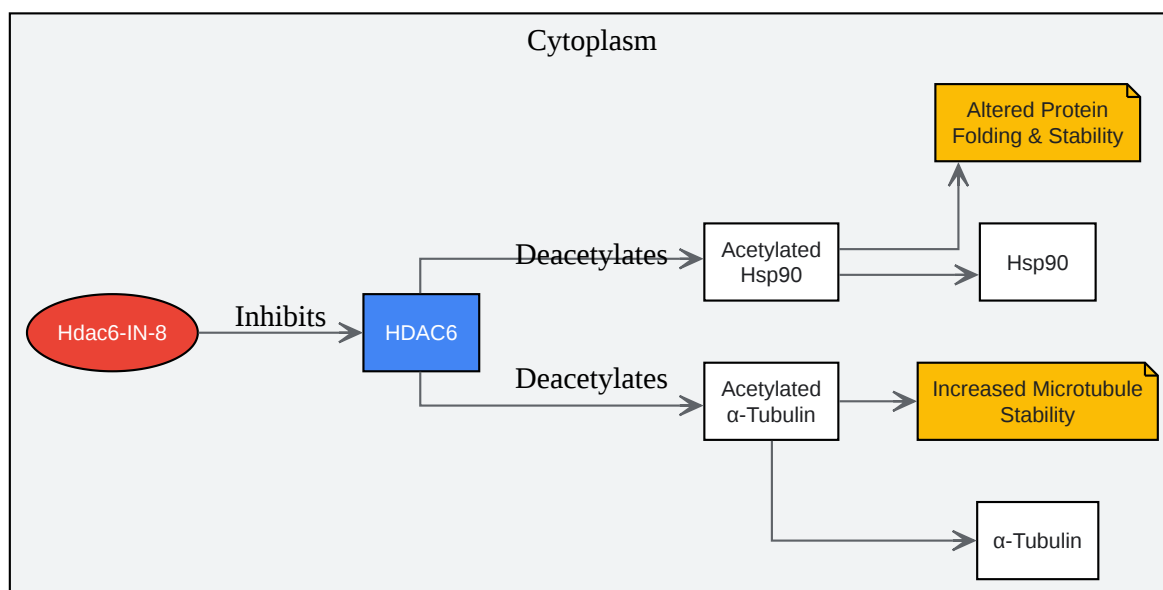 Cytoplasm
Altered Protein
Folding & Stability
Deacetylates
Acetylated
Hsp90
Hsp90
Hdac6-IN-8
Inhibits
HDAC6
Deacetylates
Acetylated
α-Tubulin
Increased Microtubule
Stability
α-Tubulin